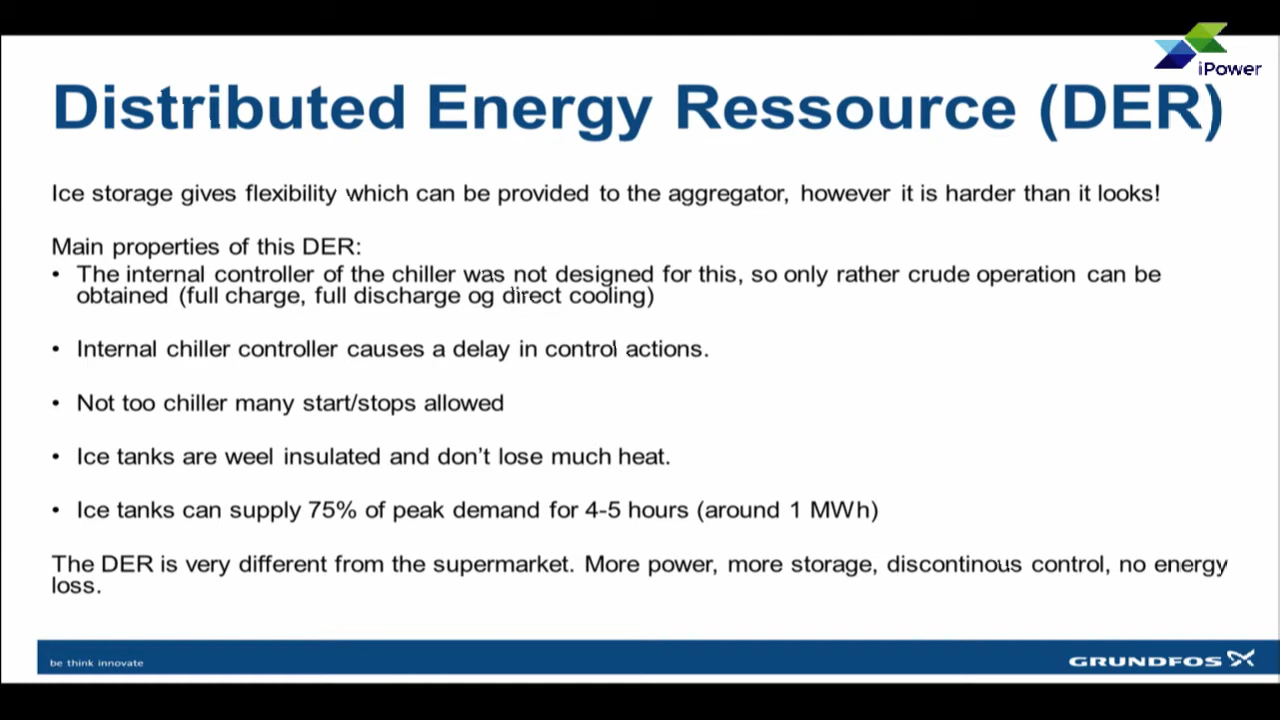 iPower
Distributed Energy Ressource (DER)
Ice storage gives flexibility which can be provided to the aggregator, however it is harder than it looks!
Main properties of this DER:
• The internal controller of the chiller was not designed for this, so only rather crude operation can be
obtained (full charge, full discharge og direct cooling)
• Internal chiller controller causes a delay in control actions.
• Not too chiller many start/stops allowed
• Ice tanks are weel insulated and don't lose much heat.
• Ice tanks can supply 75% of peak demand for 4-5 hours (around 1 MWh)
The DER is very different from the supermarket. More power, more storage, discontinous control, no energy
loss.
be think innovate
GRUNDFOS